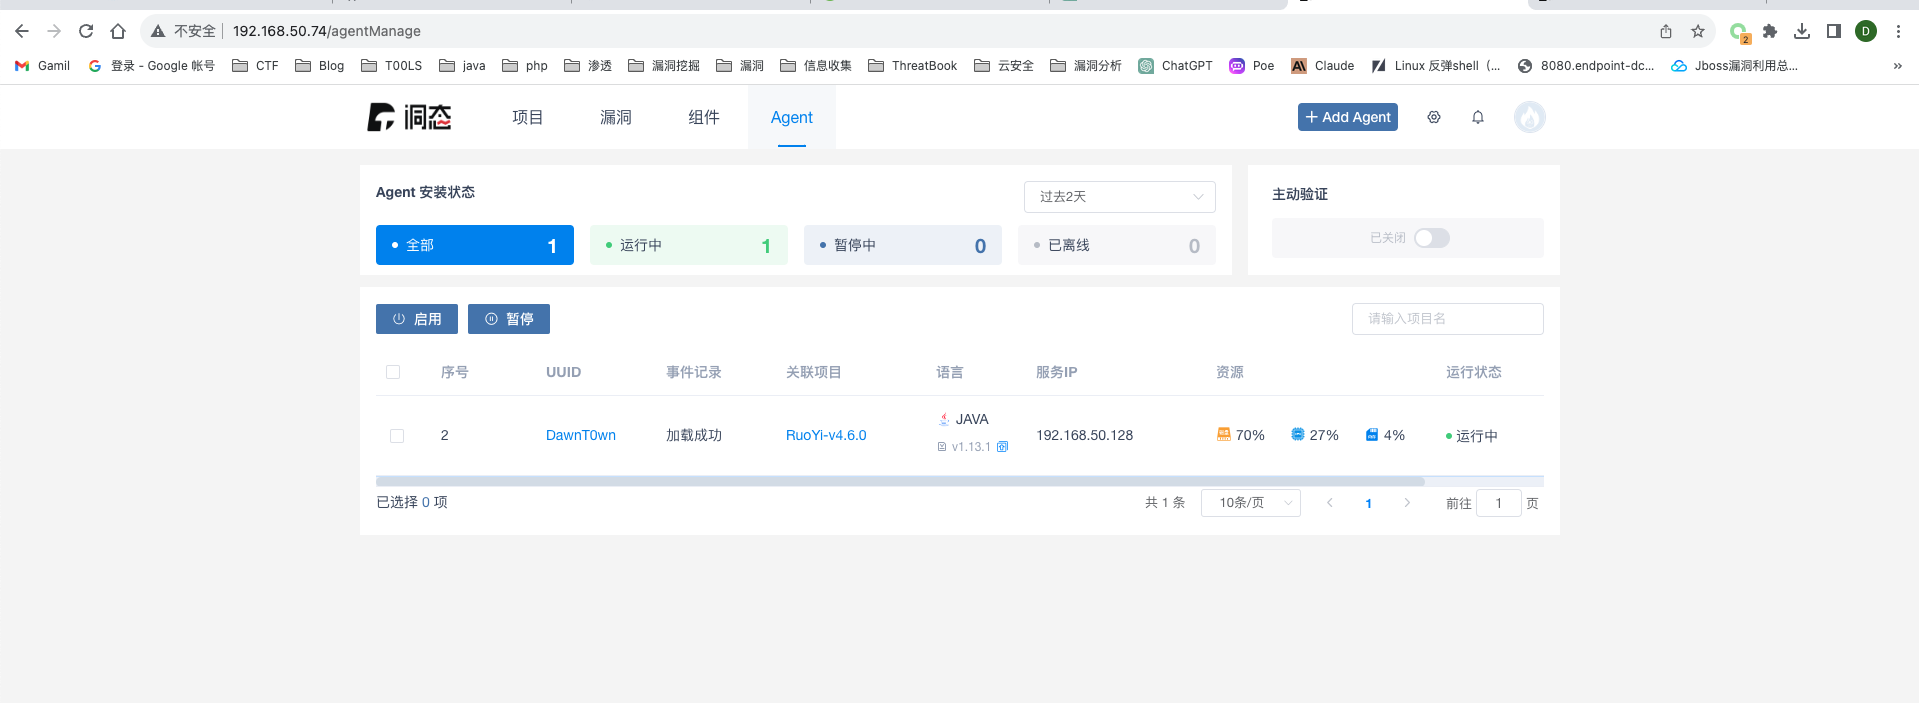 不安全 192.168.50.74/agentManage
2 D
Gamil 登录 - Google 帐号 CTF Blog T00LS java php 渗透 漏洞挖掘 漏洞 信息收集 ThreatBook 云安全 漏洞分析 ChatGPT Poe Claude Linux 反弹shell（... 8080.endpoint-dc... Jboss漏洞利用总...
洞态 项目 漏洞 组件 Agent + Add Agent
Agent 安装状态 过去2天 主动验证
全部 1 运行中 1 暂停中 0 已离线 0 已关闭
启用 暂停 请输入项目名
序号 UUID 事件记录 关联项目 语言 服务IP 资源 运行状态
2 DawnT0wn 加载成功 RuoYi-v4.6.0 JAVA 192.168.50.128 70% 27% 4% 运行中
v1.13.1
已选择 0 项 共 1 条 10条/页 1 前往 1 页